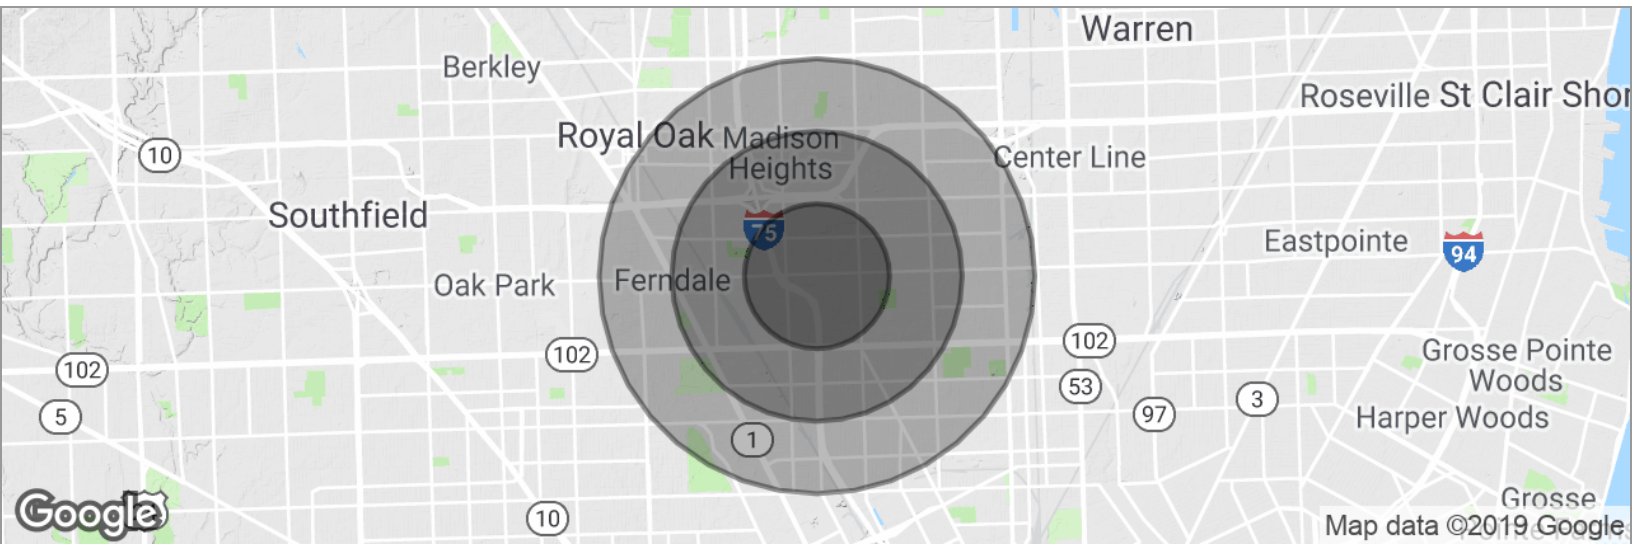 Warren
Berkley
Roseville St Clair Shor
Royal Oak Madison
Heights
10
Center Line
Southfield
75
Eastpointe
94
Oak Park
Ferndale
102
102
102
Grosse Pointe
Woods
53
5
97
3
Harper Woods
1
10
Grosse
Google
Map data ©2019 Google